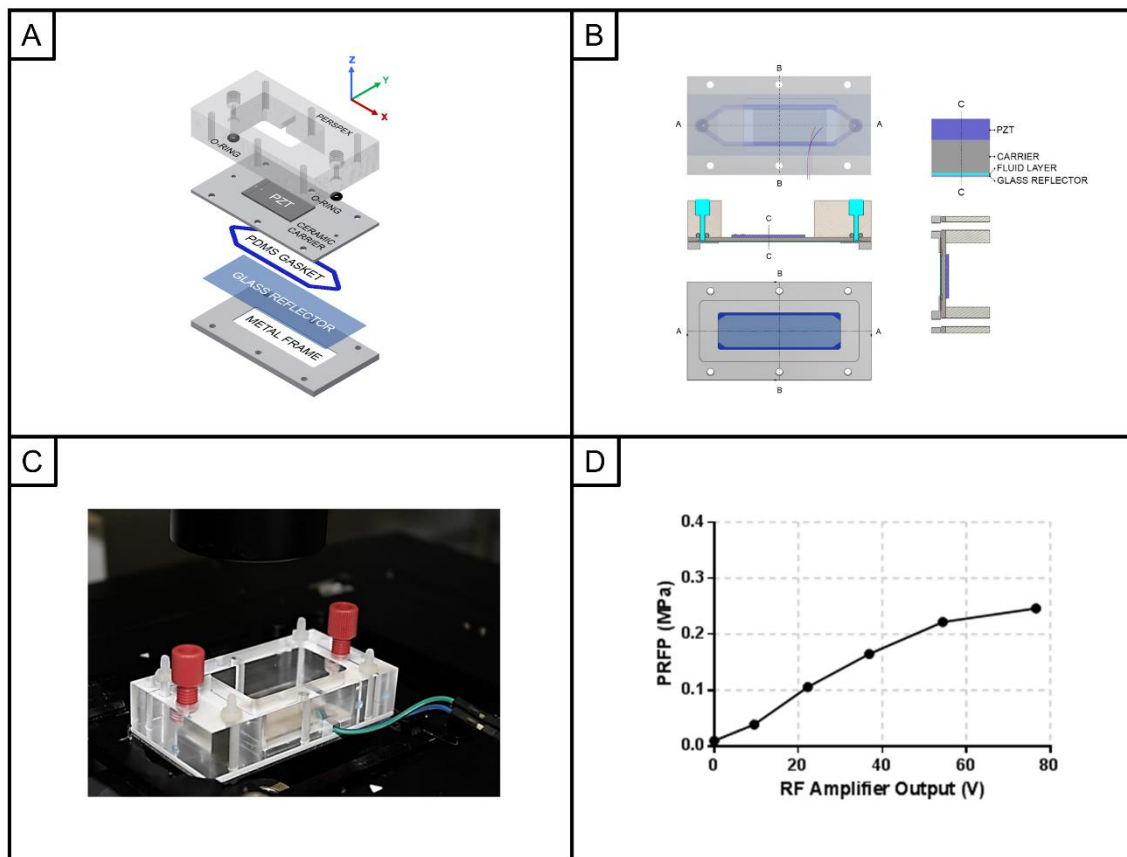 A
Z
Y
X
PERSPEX
O-RING
O-RING
PZT
CERAMIC
CARRIER
PDMS GASKET
GLASS REFLECTOR
METAL FRAME
B
B
A
A
B
C
PZT
CARRIER
FLUID LAYER
GLASS REFLECTOR
C
C
C
B
A
A
B
C
D
0.4
0.3
0.2
0.1
0.0
PRFP (MPa)
0
20
40
60
80
RF Amplifier Output (V)